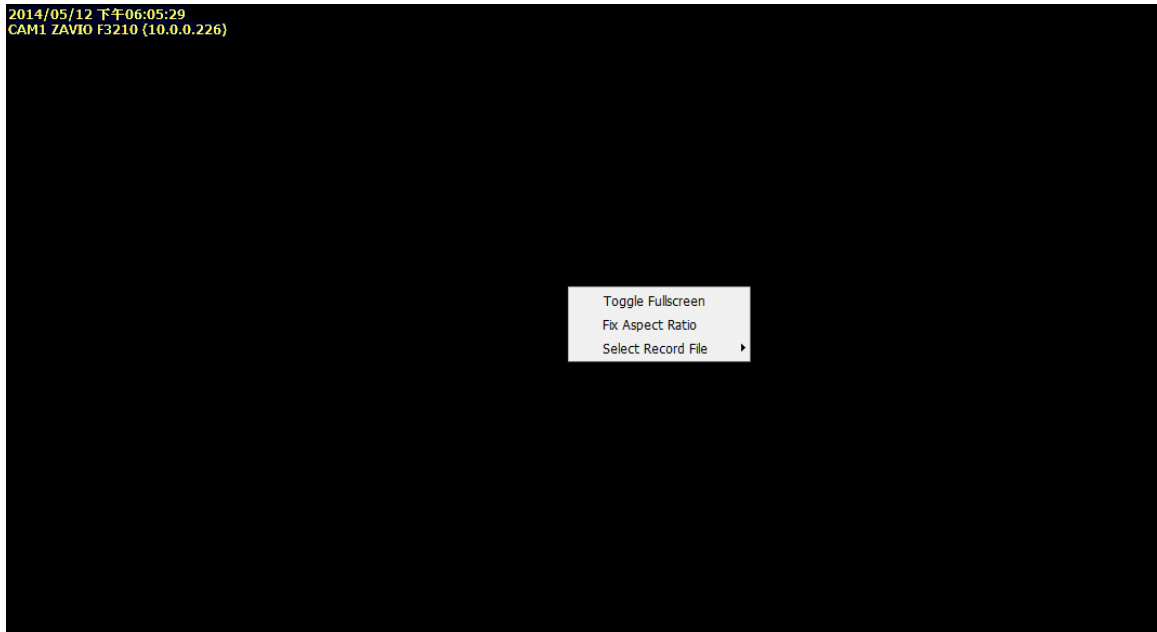 2014/05/12 下午06:05:29
CAM1 ZAVIO F3210 (10.0.0.226)
Toggle Fullscreen
Fix Aspect Ratio
Select Record File